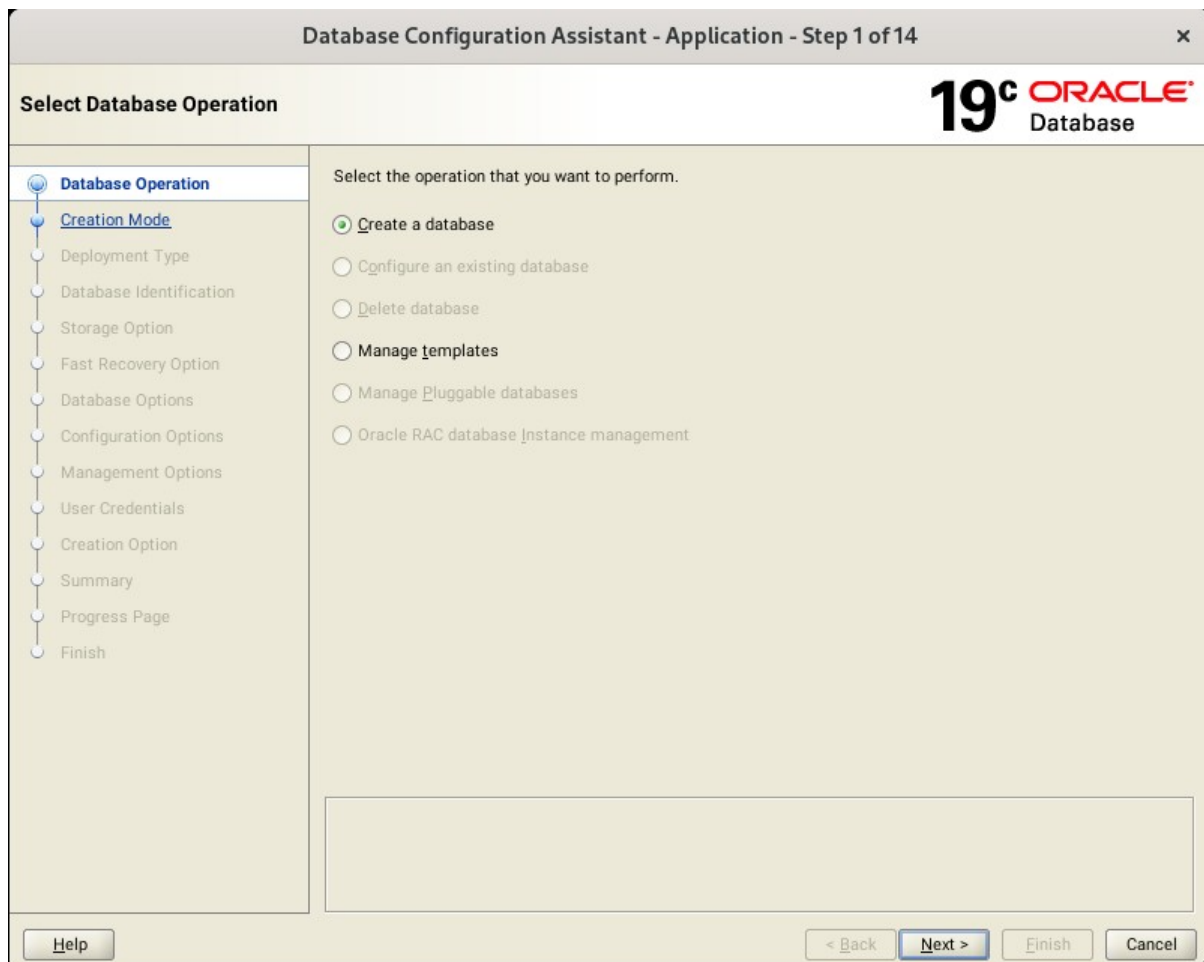 Database Configuration Assistant - Application - Step 1 of 14
×
Select Database Operation
19c ORACLE
Database
Database Operation
Creation Mode
Deployment Type
Database Identification
Storage Option
Fast Recovery Option
Database Options
Configuration Options
Management Options
User Credentials
Creation Option
Summary
Progress Page
Finish
Select the operation that you want to perform.
Create a database
Configure an existing database
Delete database
Manage templates
Manage Pluggable databases
Oracle RAC database Instance management
Help
< Back
Next >
Finish
Cancel